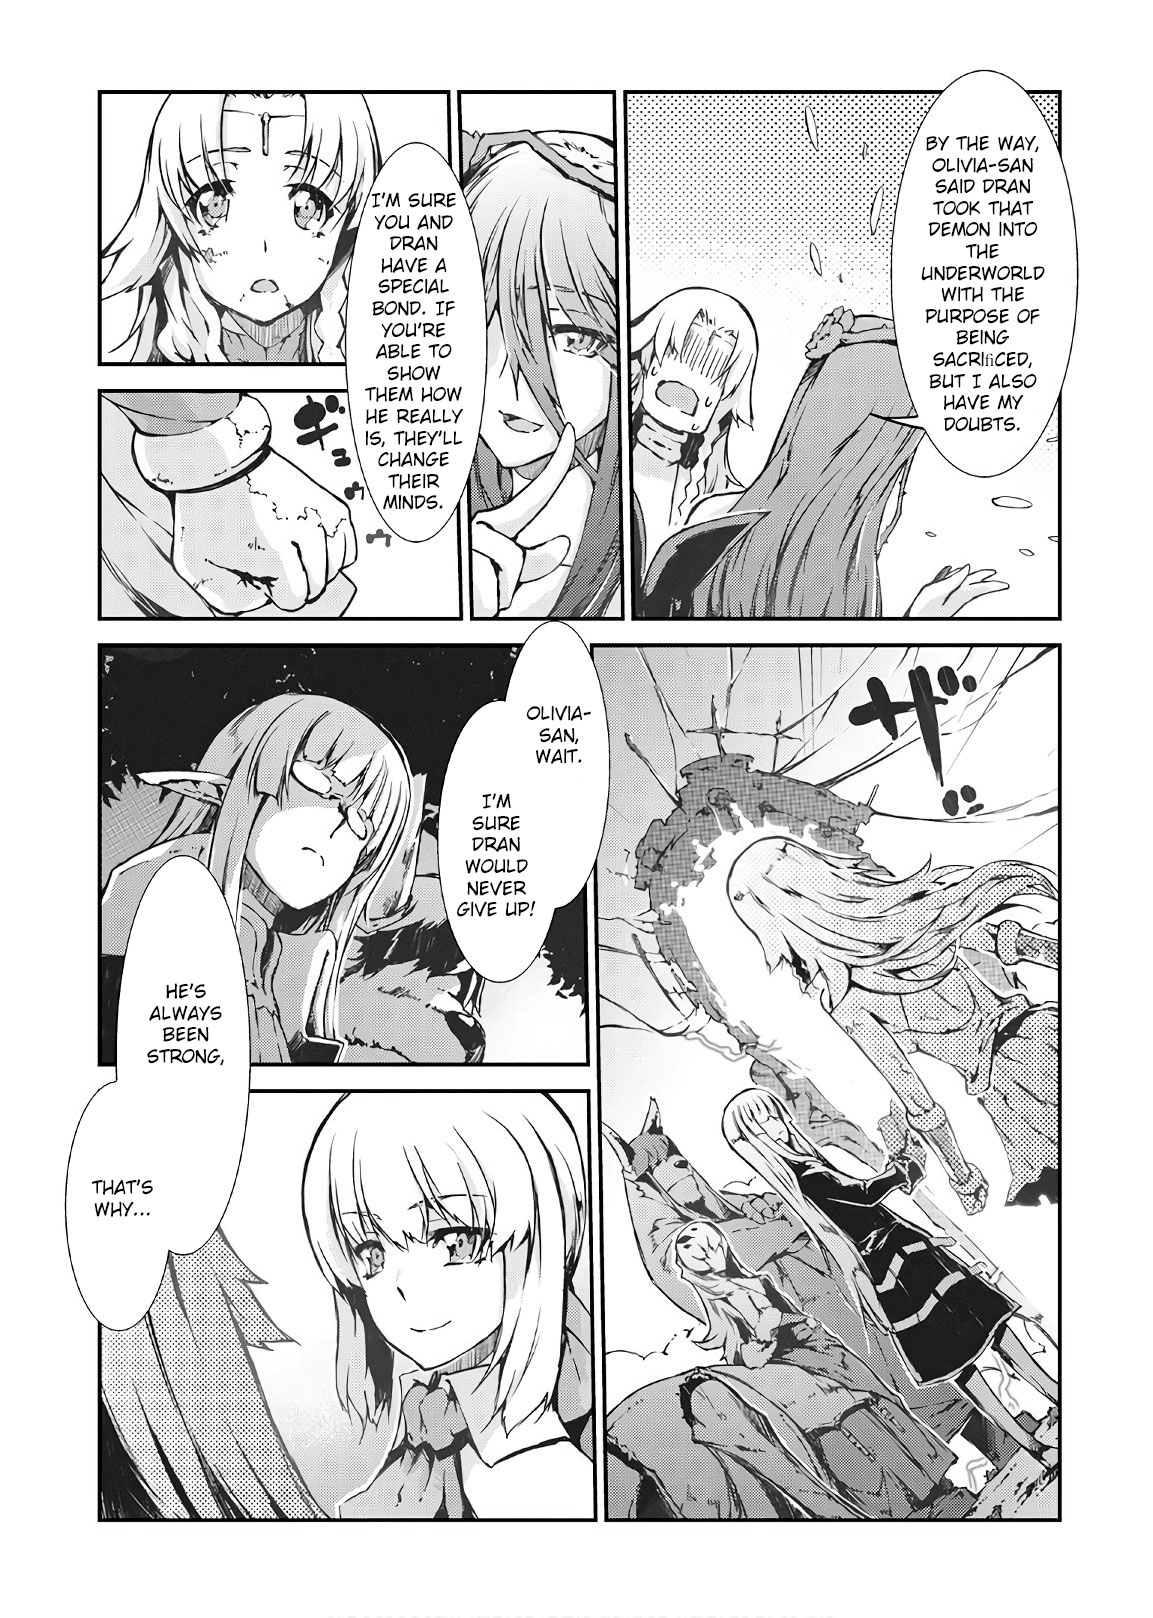 BY THE WAY,
OLIVIA-SAN
SAID DRAN
TOOK THAT
DEMON INTO
THE
UNDERWORLD
WITH THE
PURPOSE OF
BEING
SACRIFICED,
BUT I ALSO
HAVE MY
DOUBTS.
I'M SURE
YOU AND
DRAN
HAVE A
SPECIAL
BOND. IF
YOU'RE
ABLE TO
SHOW
THEM HOW
HE REALLY
IS, THEY'LL
CHANGE
THEIR
MINDS.
ギ
ュ
ゥ
ゥ
ザッ
OLIVIA-
SAN,
WAIT.
I'M
SURE
DRAN
WOULD
NEVER
GIVE UP!
HE'S
ALWAYS
BEEN
STRONG,
THAT'S
WHY...